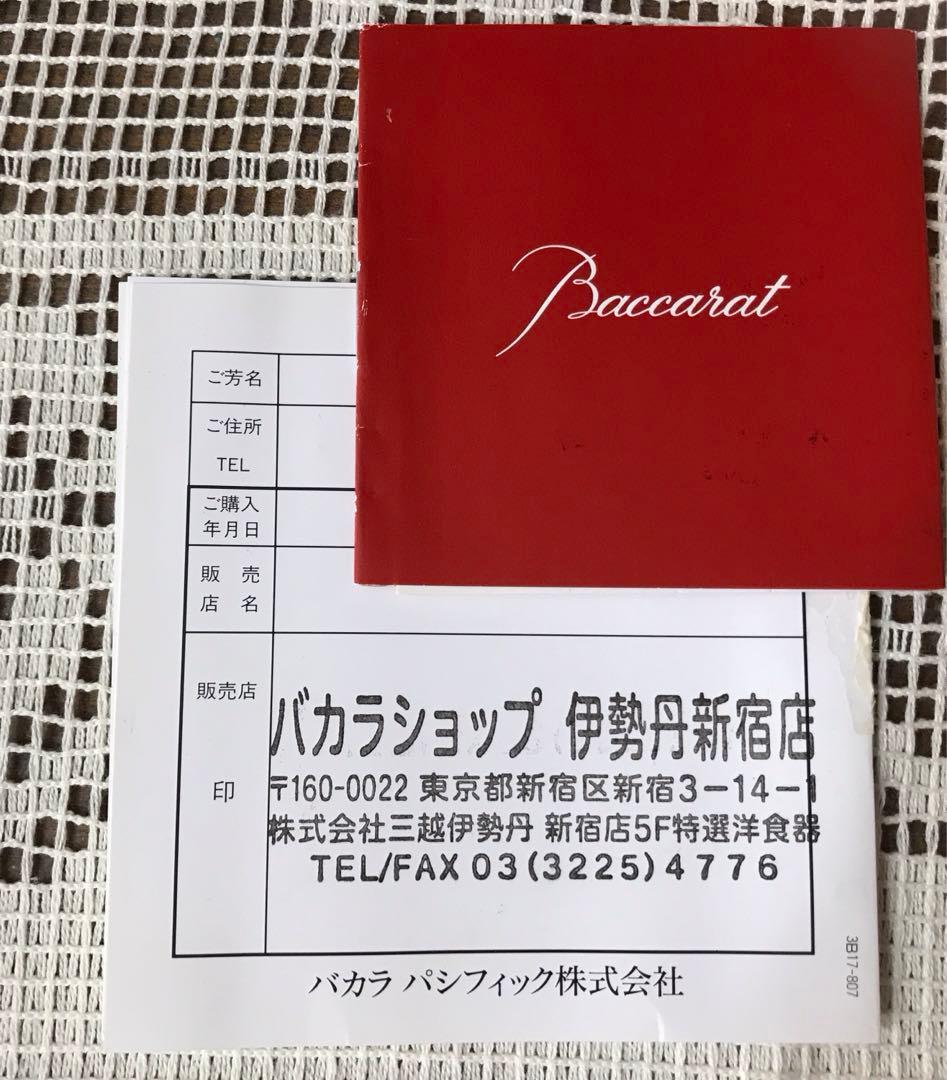 Baccarat
ご芳名
ご住所
TEL
ご購入
年月日
販 売
店 名
販売店
印
バカラショップ 伊勢丹新宿店
〒160-0022 東京都新宿区新宿3-14-1
株式会社三越伊勢丹 新宿店5F特選洋食器
TEL/FAX 03(3225)4776
バカラ パシフィック株式会社
3B17-807